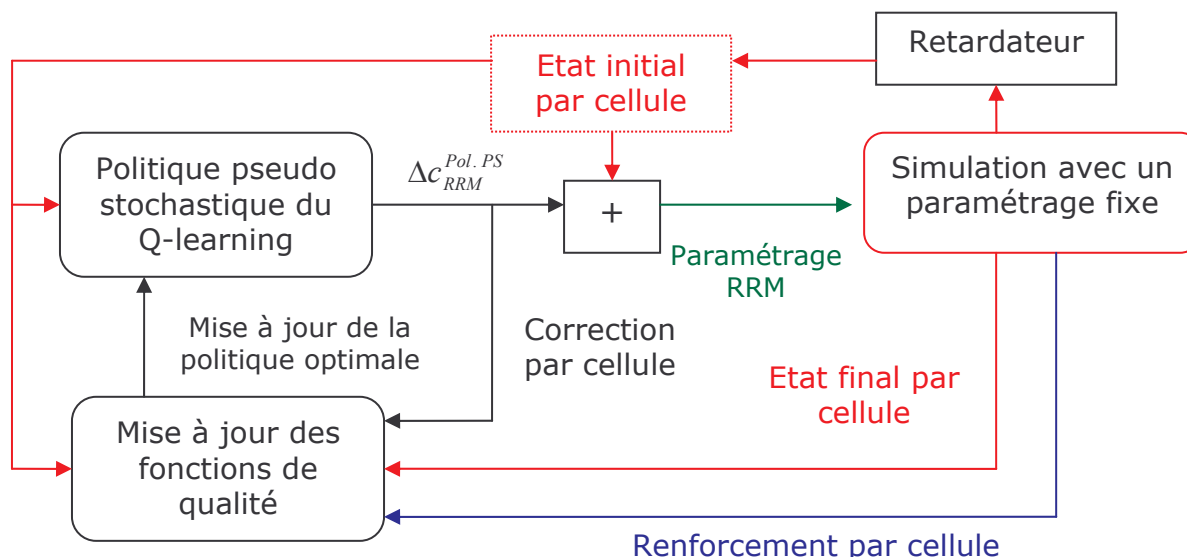 Retardateur
Etat initial
par cellule
Politique pseudo
stochastique du
Q-learning
Δc_{RRM}^{Pol. PS}
+
Simulation avec un
paramétrage fixe
Paramétrage
RRM
Mise à jour de la
politique optimale
Correction
par cellule
Etat final par
cellule
Mise à jour des
fonctions de
qualité
Renforcement par cellule